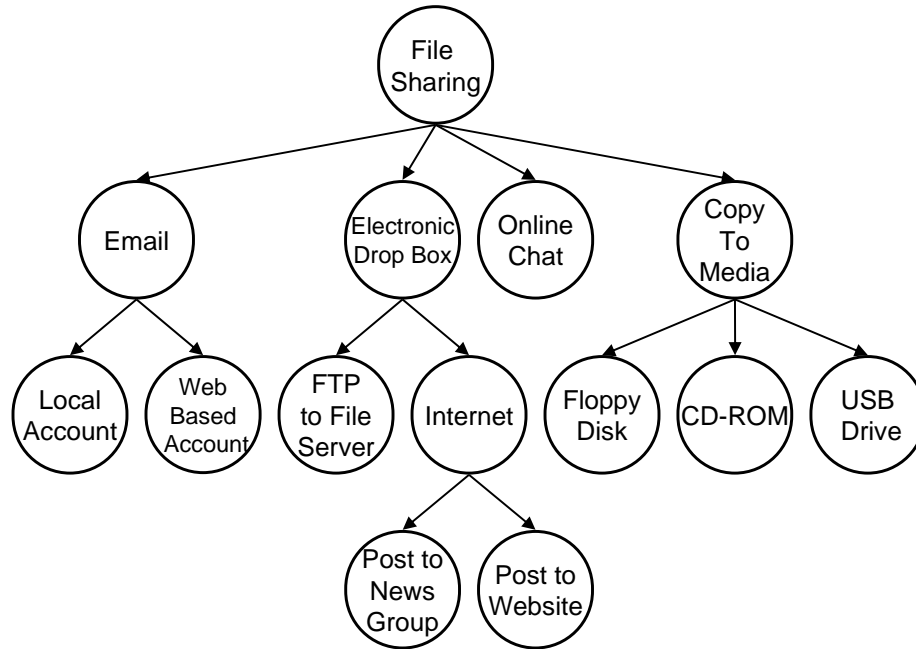 File
Sharing
Email
Electronic
Drop Box
Online
Chat
Copy
To
Media
Local
Account
Web
Based
Account
FTP
to File
Server
Internet
Floppy
Disk
CD-ROM
USB
Drive
Post to
News
Group
Post to
Website